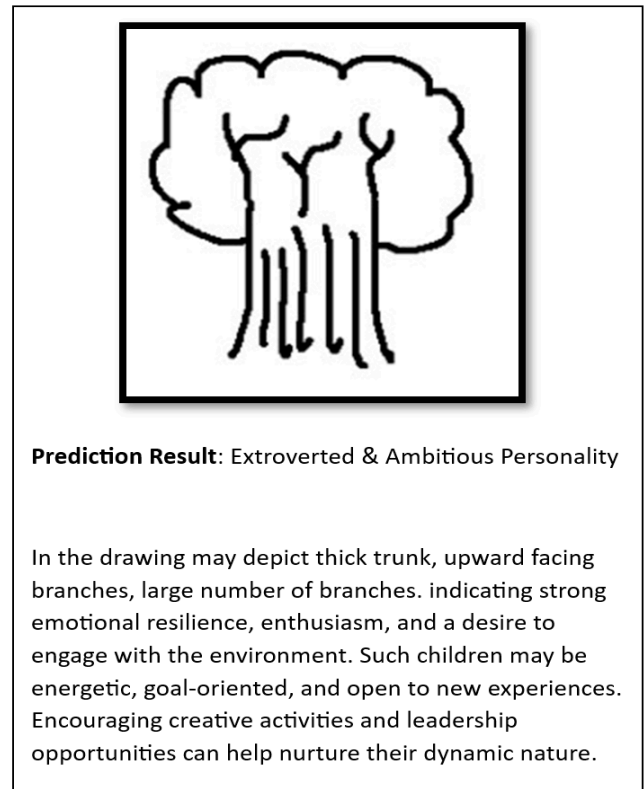 Prediction Result: Extroverted & Ambitious Personality
In the drawing may depict thick trunk, upward facing
branches, large number of branches. indicating strong
emotional resilience, enthusiasm, and a desire to
engage with the environment. Such children may be
energetic, goal-oriented, and open to new experiences.
Encouraging creative activities and leadership
opportunities can help nurture their dynamic nature.